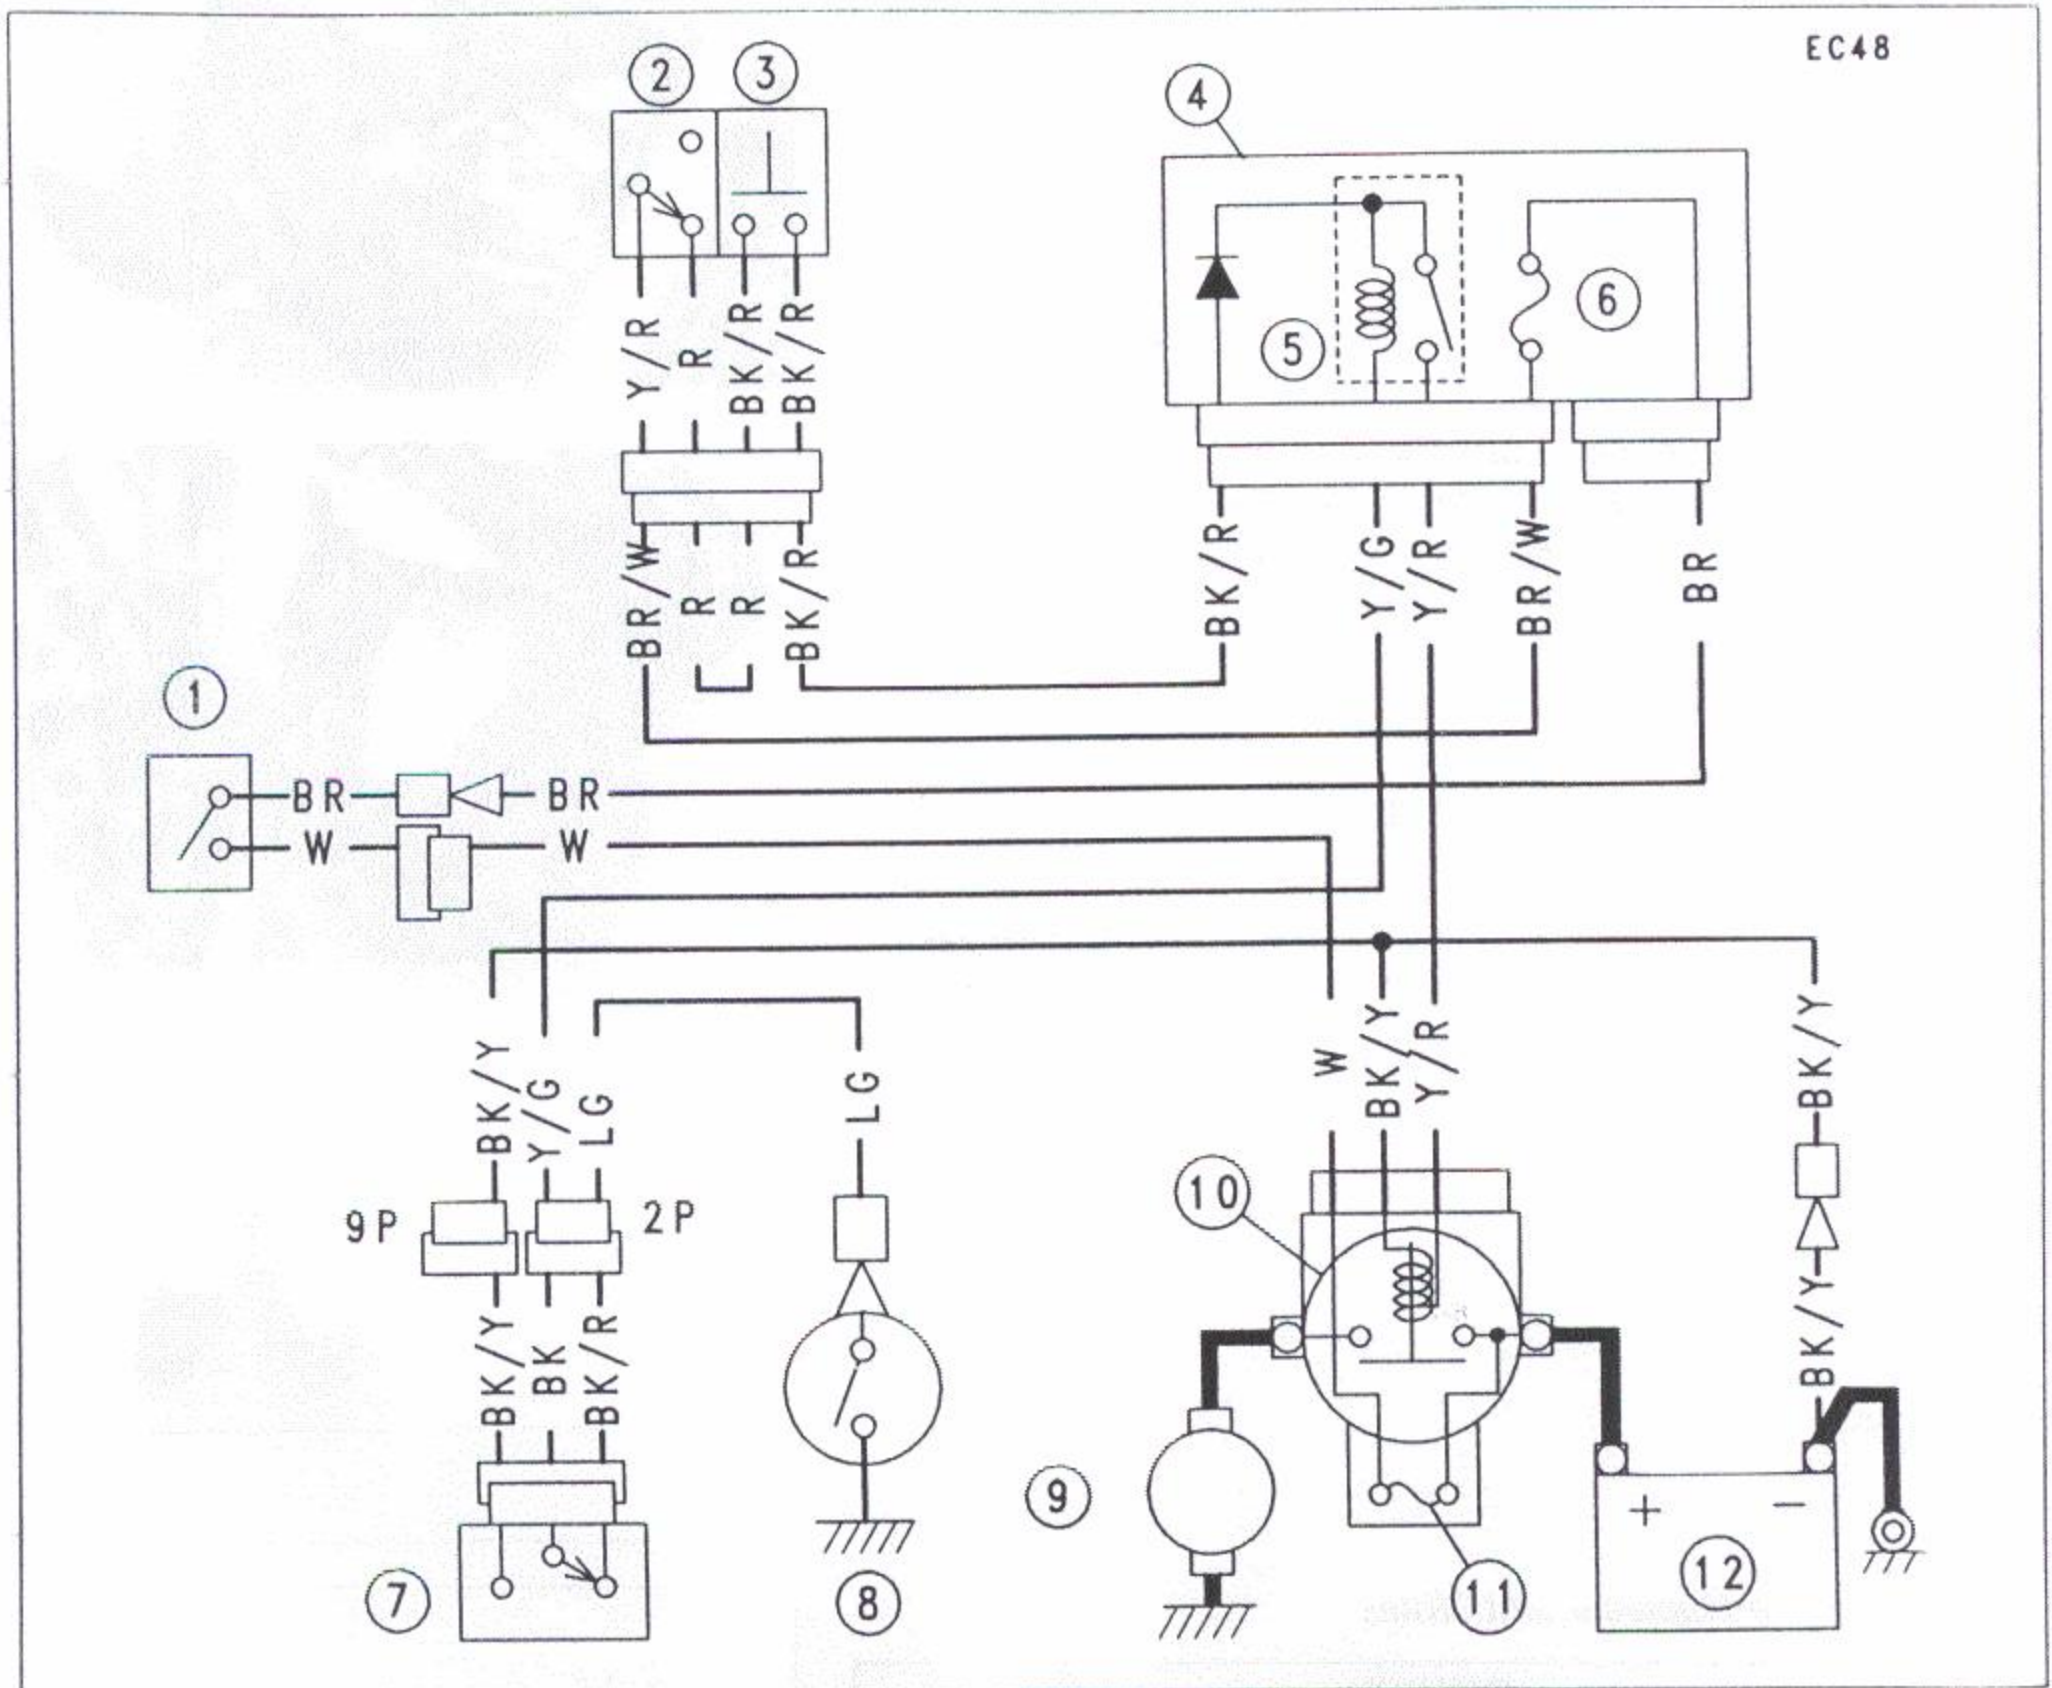 EC48
2 3
4
5
6
Y/R R BK/R BK/R
BR/W R R BK/R
BK/R Y/G Y/R BR/W BR
1
BR BR
W W
BK/Y Y/G LG
LG
W BK/Y Y/R
BK/Y
9P 2P
10
BK/Y BK BK/R
BK/Y
+ −
7
8
9
11
12